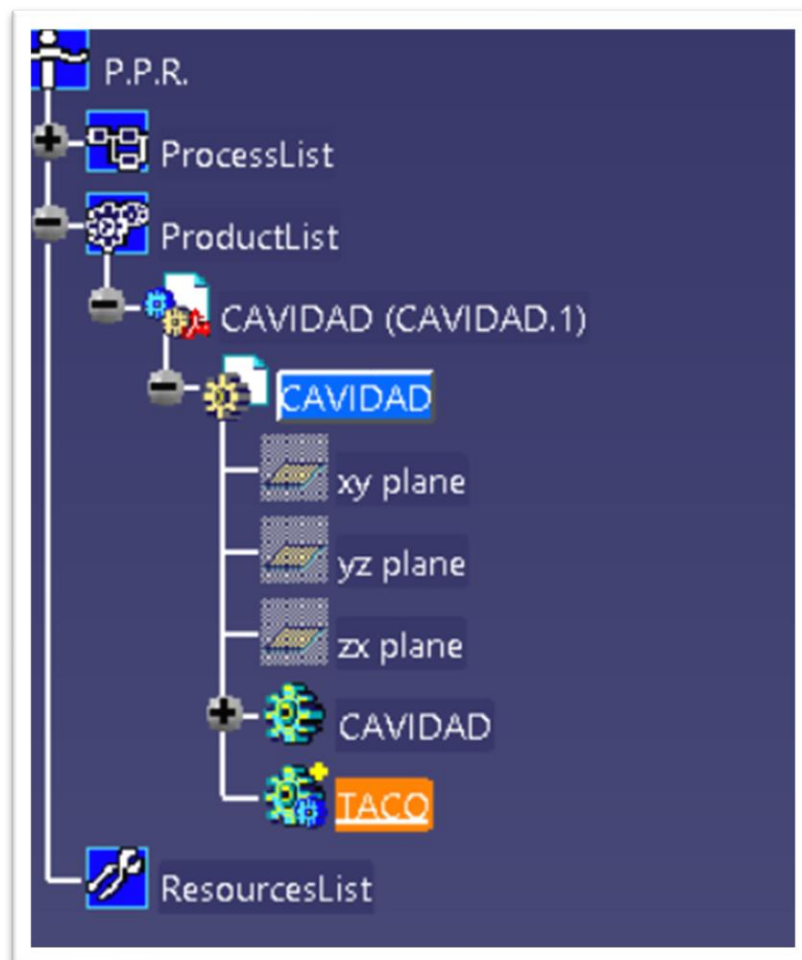 P.P.R.
ProcessList
ProductList
CAVIDAD (CAVIDAD.1)
CAVIDAD
xy plane
yz plane
zx plane
CAVIDAD
TACO
ResourcesList